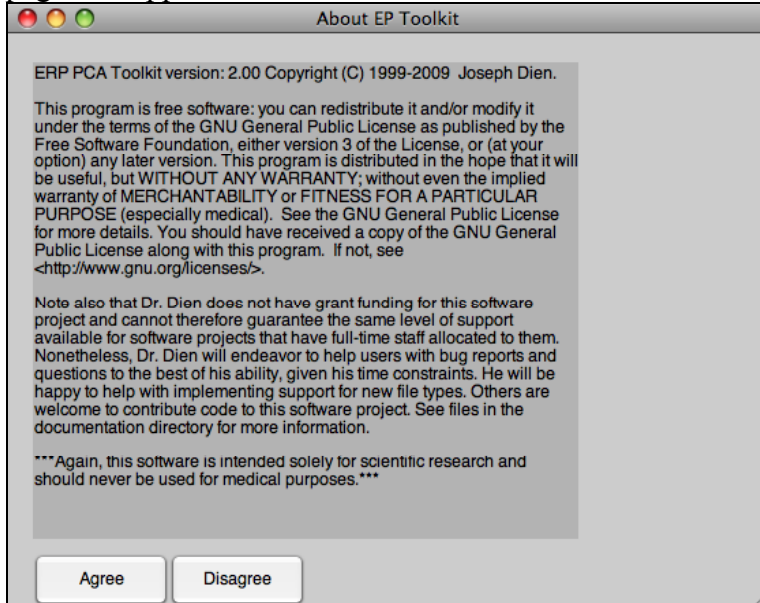 About EP Toolkit
ERP PCA Toolkit version: 2.00 Copyright (C) 1999-2009 Joseph Dien.
This program is free software: you can redistribute it and/or modify it
under the terms of the GNU General Public License as published by the
Free Software Foundation, either version 3 of the License, or (at your
option) any later version. This program is distributed in the hope that it will
be useful, but WITHOUT ANY WARRANTY; without even the implied
warranty of MERCHANTABILITY or FITNESS FOR A PARTICULAR
PURPOSE (especially medical). See the GNU General Public License
for more details. You should have received a copy of the GNU General
Public License along with this program. If not, see
<http://www.gnu.org/licenses/>.
Note also that Dr. Dien does not have grant funding for this software
project and cannot therefore guarantee the same level of support
available for software projects that have full-time staff allocated to them.
Nonetheless, Dr. Dien will endeavor to help users with bug reports and
questions to the best of his ability, given his time constraints. He will be
happy to help with implementing support for new file types. Others are
welcome to contribute code to this software project. See files in the
documentation directory for more information.
***Again, this software is intended solely for scientific research and
should never be used for medical purposes.***
Agree Disagree